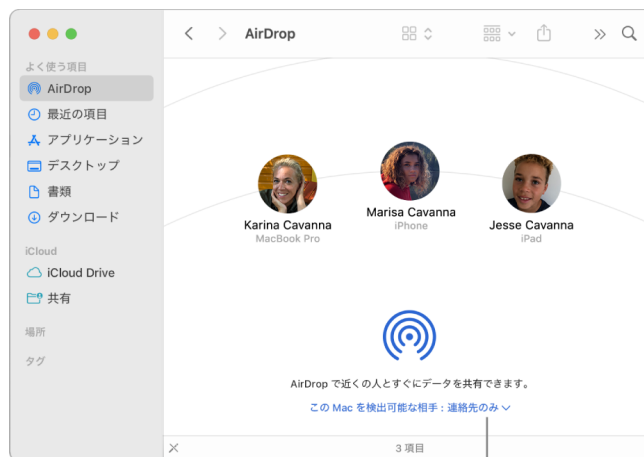 AirDrop
よく使う項目
AirDrop
最近の項目
アプリケーション
デスクトップ
書類
ダウンロード
iCloud
iCloud Drive
共有
場所
タグ
Karina Cavanna
MacBook Pro
Marisa Cavanna
iPhone
Jesse Cavanna
iPad
AirDrop で近くの人とすぐにデータを共有できます。
この Mac を検出可能な相手：連絡先のみ
3 項目